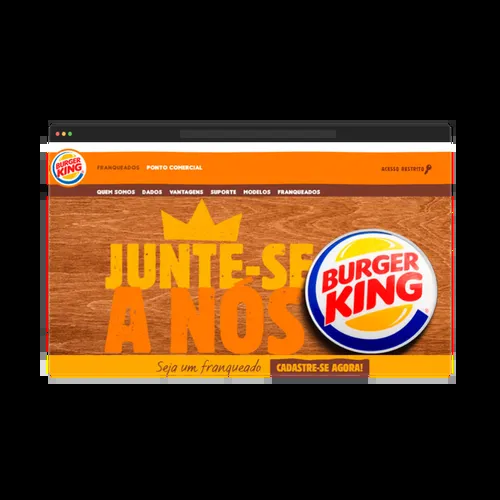 BURGER KING
FRANQUEADOS PONTO COMERCIAL
ACESSO RESTRITO
QUEM SOMOS DADOS VANTAGENS SUPORTE MODELOS FRANQUEADOS
JUNTE-SE
A NÓS
BURGER
KING
®
Seja um franqueado
CADASTRE-SE AGORA!